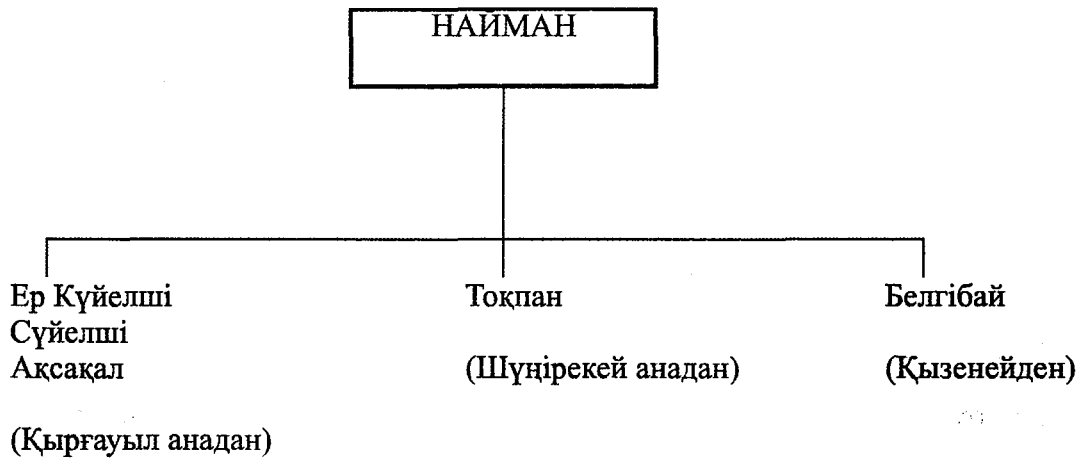 НАЙМАН
Ер Күйелші
Сүйелші
Ақсақал
(Қырғауыл анадан)
Тоқпан
(Шүңірекей анадан)
Белгібай
(Қызенейден)